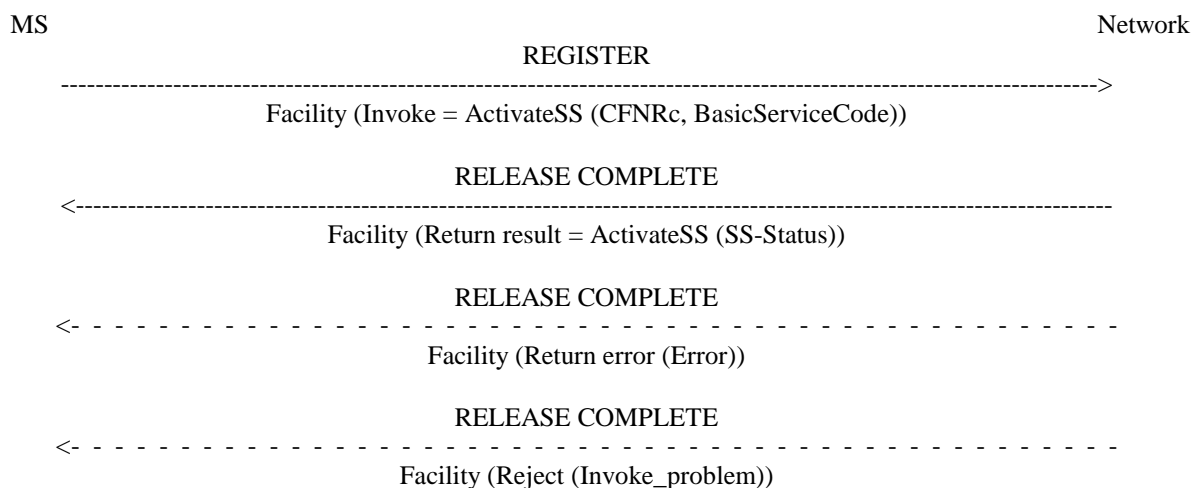 MS Network
REGISTER
Facility (Invoke = ActivateSS (CFNRc, BasicServiceCode))
RELEASE COMPLETE
Facility (Return result = ActivateSS (SS-Status))
RELEASE COMPLETE
Facility (Return error (Error))
RELEASE COMPLETE
Facility (Reject (Invoke_problem))